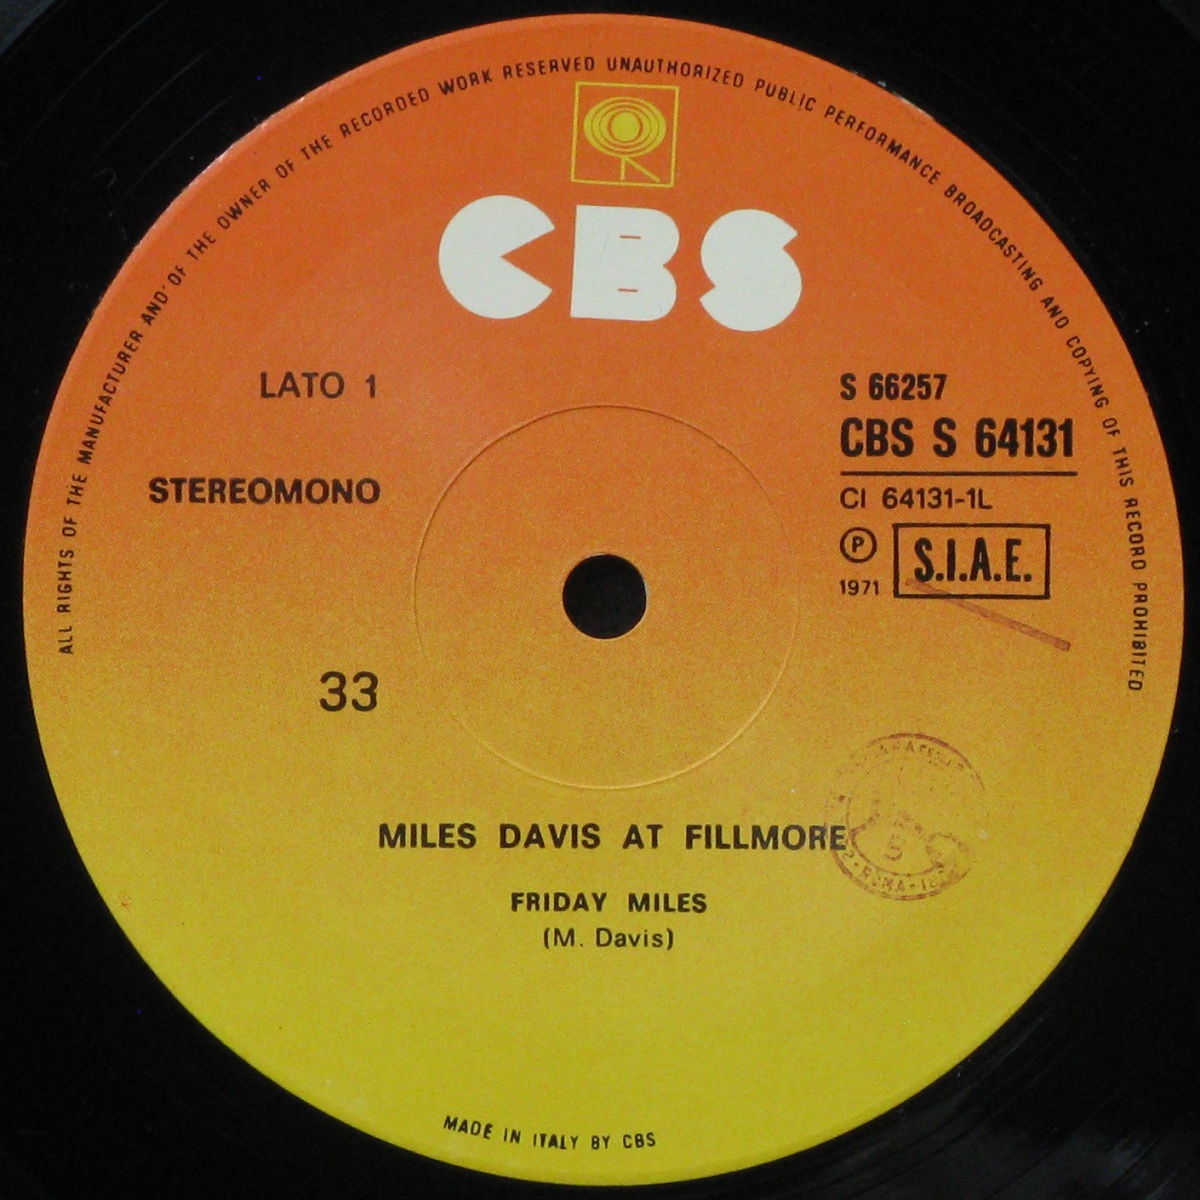 ALL RIGHTS OF THE MANUFACTURER AND OF THE OWNER OF THE RECORDED WORK RESERVED UNAUTHORIZED PUBLIC PERFORMANCE BROADCASTING AND COPYING OF THIS RECORD PROHIBITED
CBS
LATO 1
S 66257
CBS S 64131
STEREOMONO
CI 64131-1L
P
S.I.A.E.
1971
33
MILES DAVIS AT FILLMORE
FRIDAY MILES
(M. Davis)
ROMA
MADE IN ITALY BY CBS